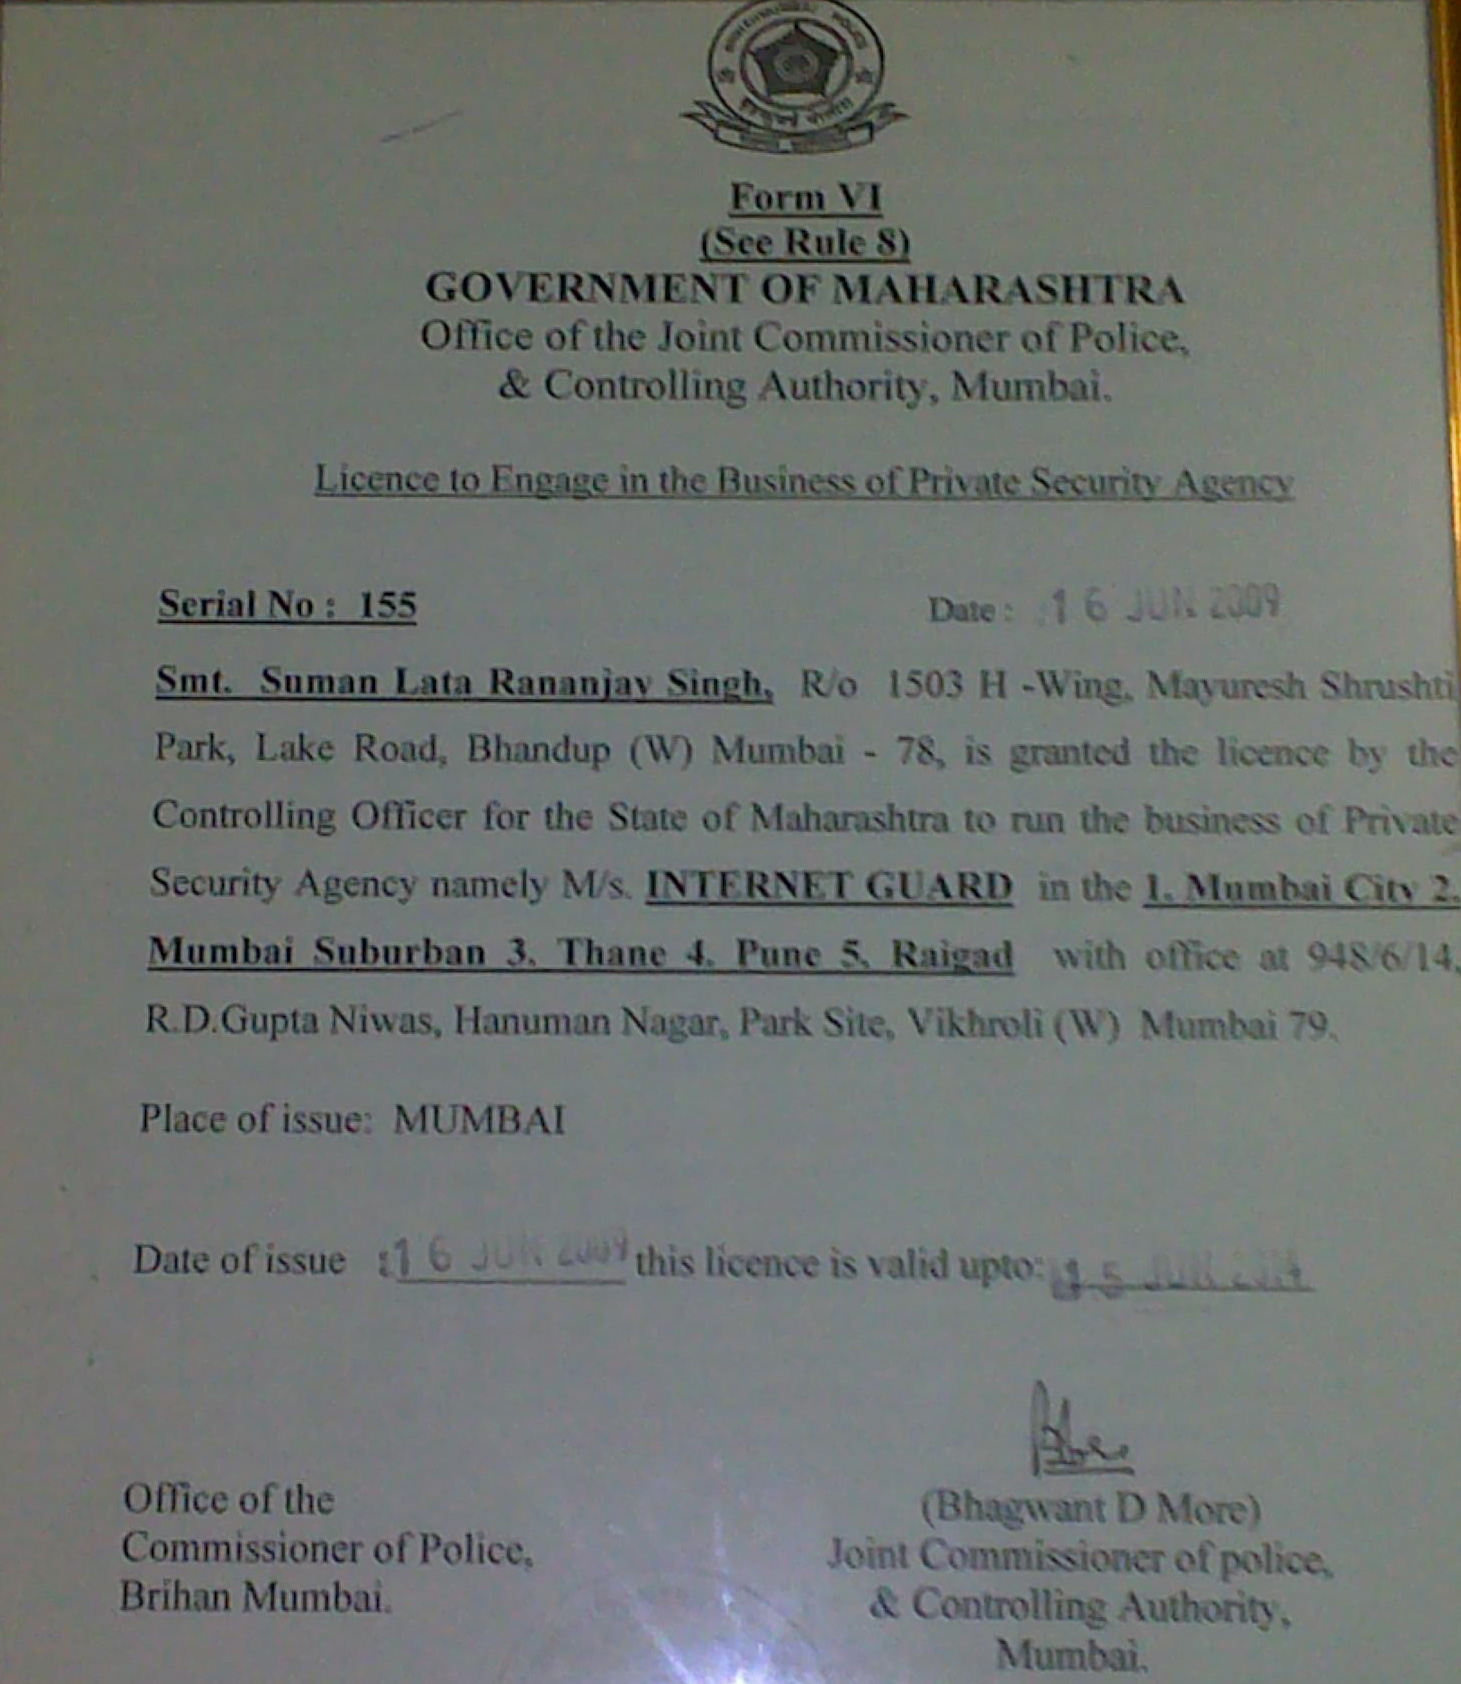 Form VI
(See Rule 8)
GOVERNMENT OF MAHARASHTRA
Office of the Joint Commissioner of Police,
& Controlling Authority, Mumbai.
Licence to Engage in the Business of Private Security Agency
Serial No : 155 Date : 16 JUN 2009
Smt. Suman Lata Rananjay Singh, R/o 1503 H -Wing, Mayuresh Shrushti
Park, Lake Road, Bhandup (W) Mumbai - 78, is granted the licence by the
Controlling Officer for the State of Maharashtra to run the business of Private
Security Agency namely M/s. INTERNET GUARD in the 1. Mumbai City 2.
Mumbai Suburban 3. Thane 4. Pune 5. Raigad with office at 948/6/14,
R.D.Gupta Niwas, Hanuman Nagar, Park Site, Vikhroli (W) Mumbai 79.
Place of issue: MUMBAI
Date of issue :16 JUN 2009 this licence is valid upto: 15 JUN 2014
(Bhagwant D More)
Joint Commissioner of police,
& Controlling Authority,
Mumbai.
Office of the
Commissioner of Police,
Brihan Mumbai.